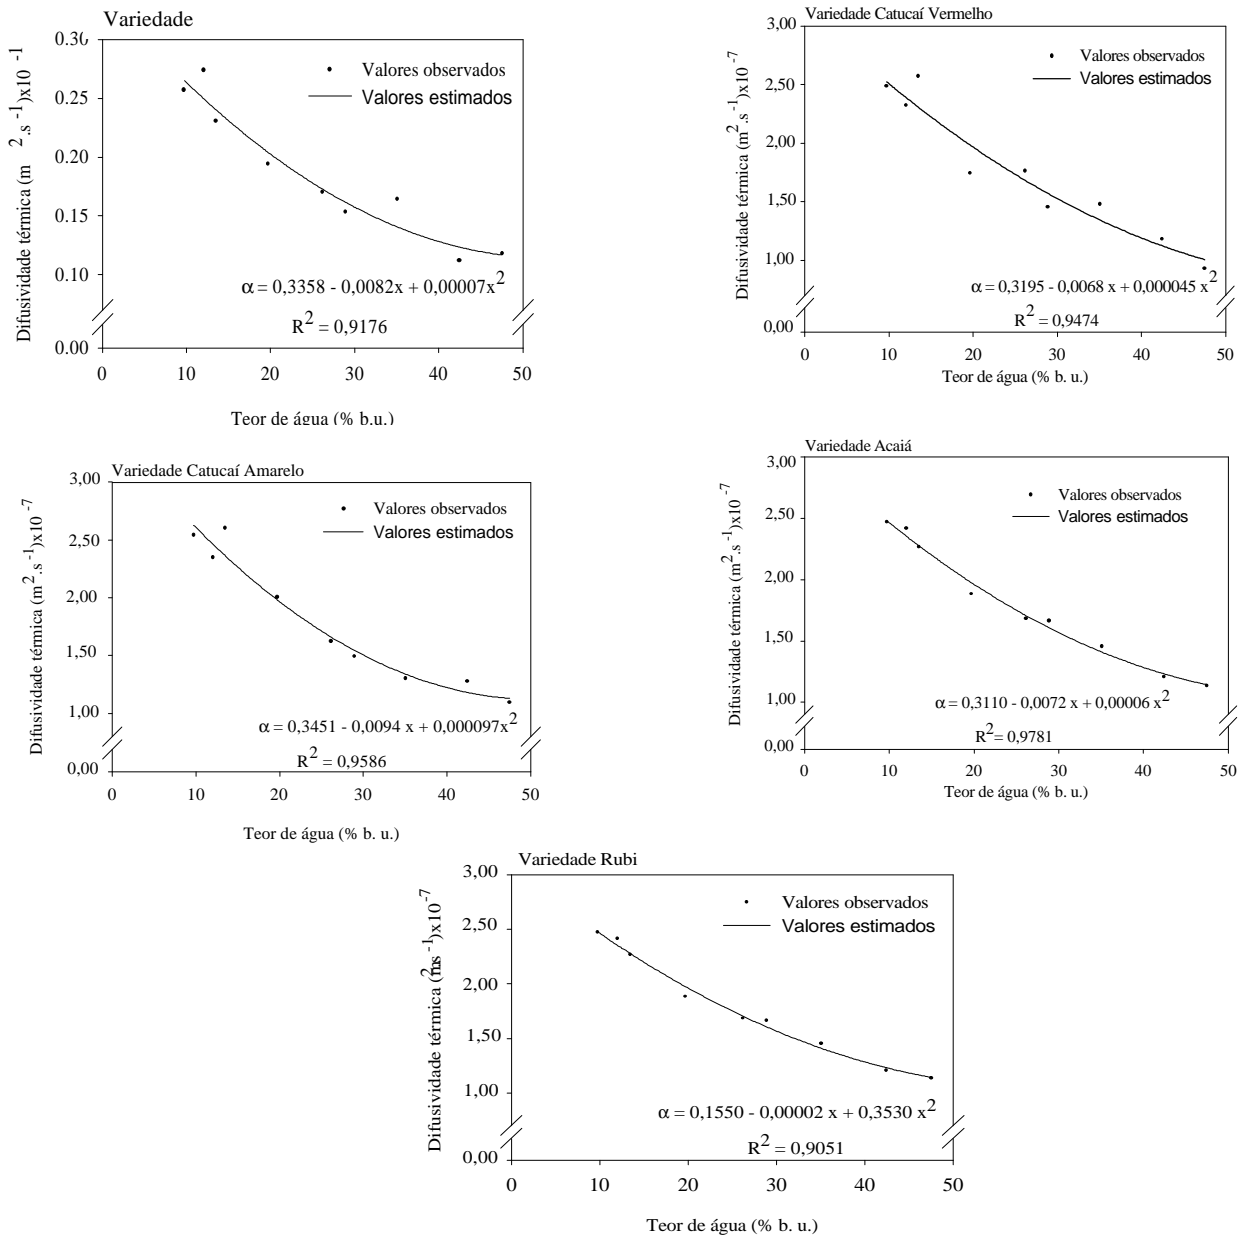 Variedade
Difusividade térmica (m 2.s -1)x10 -1
0.30
0.25
0.20
0.15
0.10
0.00
Valores observados
Valores estimados
α = 0,3358 - 0,0082x + 0,00007x2
R2 = 0,9176
0 10 20 30 40 50
Teor de água (% b.u.)
Variedade Catucaí Vermelho
Difusividade térmica (m2.s -1)x10 -7
3,00
2,50
2,00
1,50
1,00
0,00
Valores observados
Valores estimados
α = 0,3195 - 0,0068 x + 0,000045 x2
R2 = 0,9474
0 10 20 30 40 50
Teor de água (% b. u.)
Variedade Catucaí Amarelo
Difusividade térmica (m2.s -1)x10 -7
3,00
2,50
2,00
1,50
1,00
0,00
Valores observados
Valores estimados
α = 0,3451 - 0,0094 x + 0,000097x2
R2 = 0,9586
0 10 20 30 40 50
Teor de água (% b. u.)
Variedade Acaiá
Difusividade térmica (m2.s -1)x10 -7
3,00
2,50
2,00
1,50
1,00
0,00
Valores observados
Valores estimados
α = 0,3110 - 0,0072 x + 0,00006 x2
R2= 0,9781
0 10 20 30 40 50
Teor de água (% b. u.)
Variedade Rubi
Difusividade térmica (m2.s -1)x10 -7
3,00
2,50
2,00
1,50
1,00
0,00
Valores observados
Valores estimados
α = 0,1550 - 0,00002 x + 0,3530 x2
R2 = 0,9051
0 10 20 30 40 50
Teor de água (% b. u.)